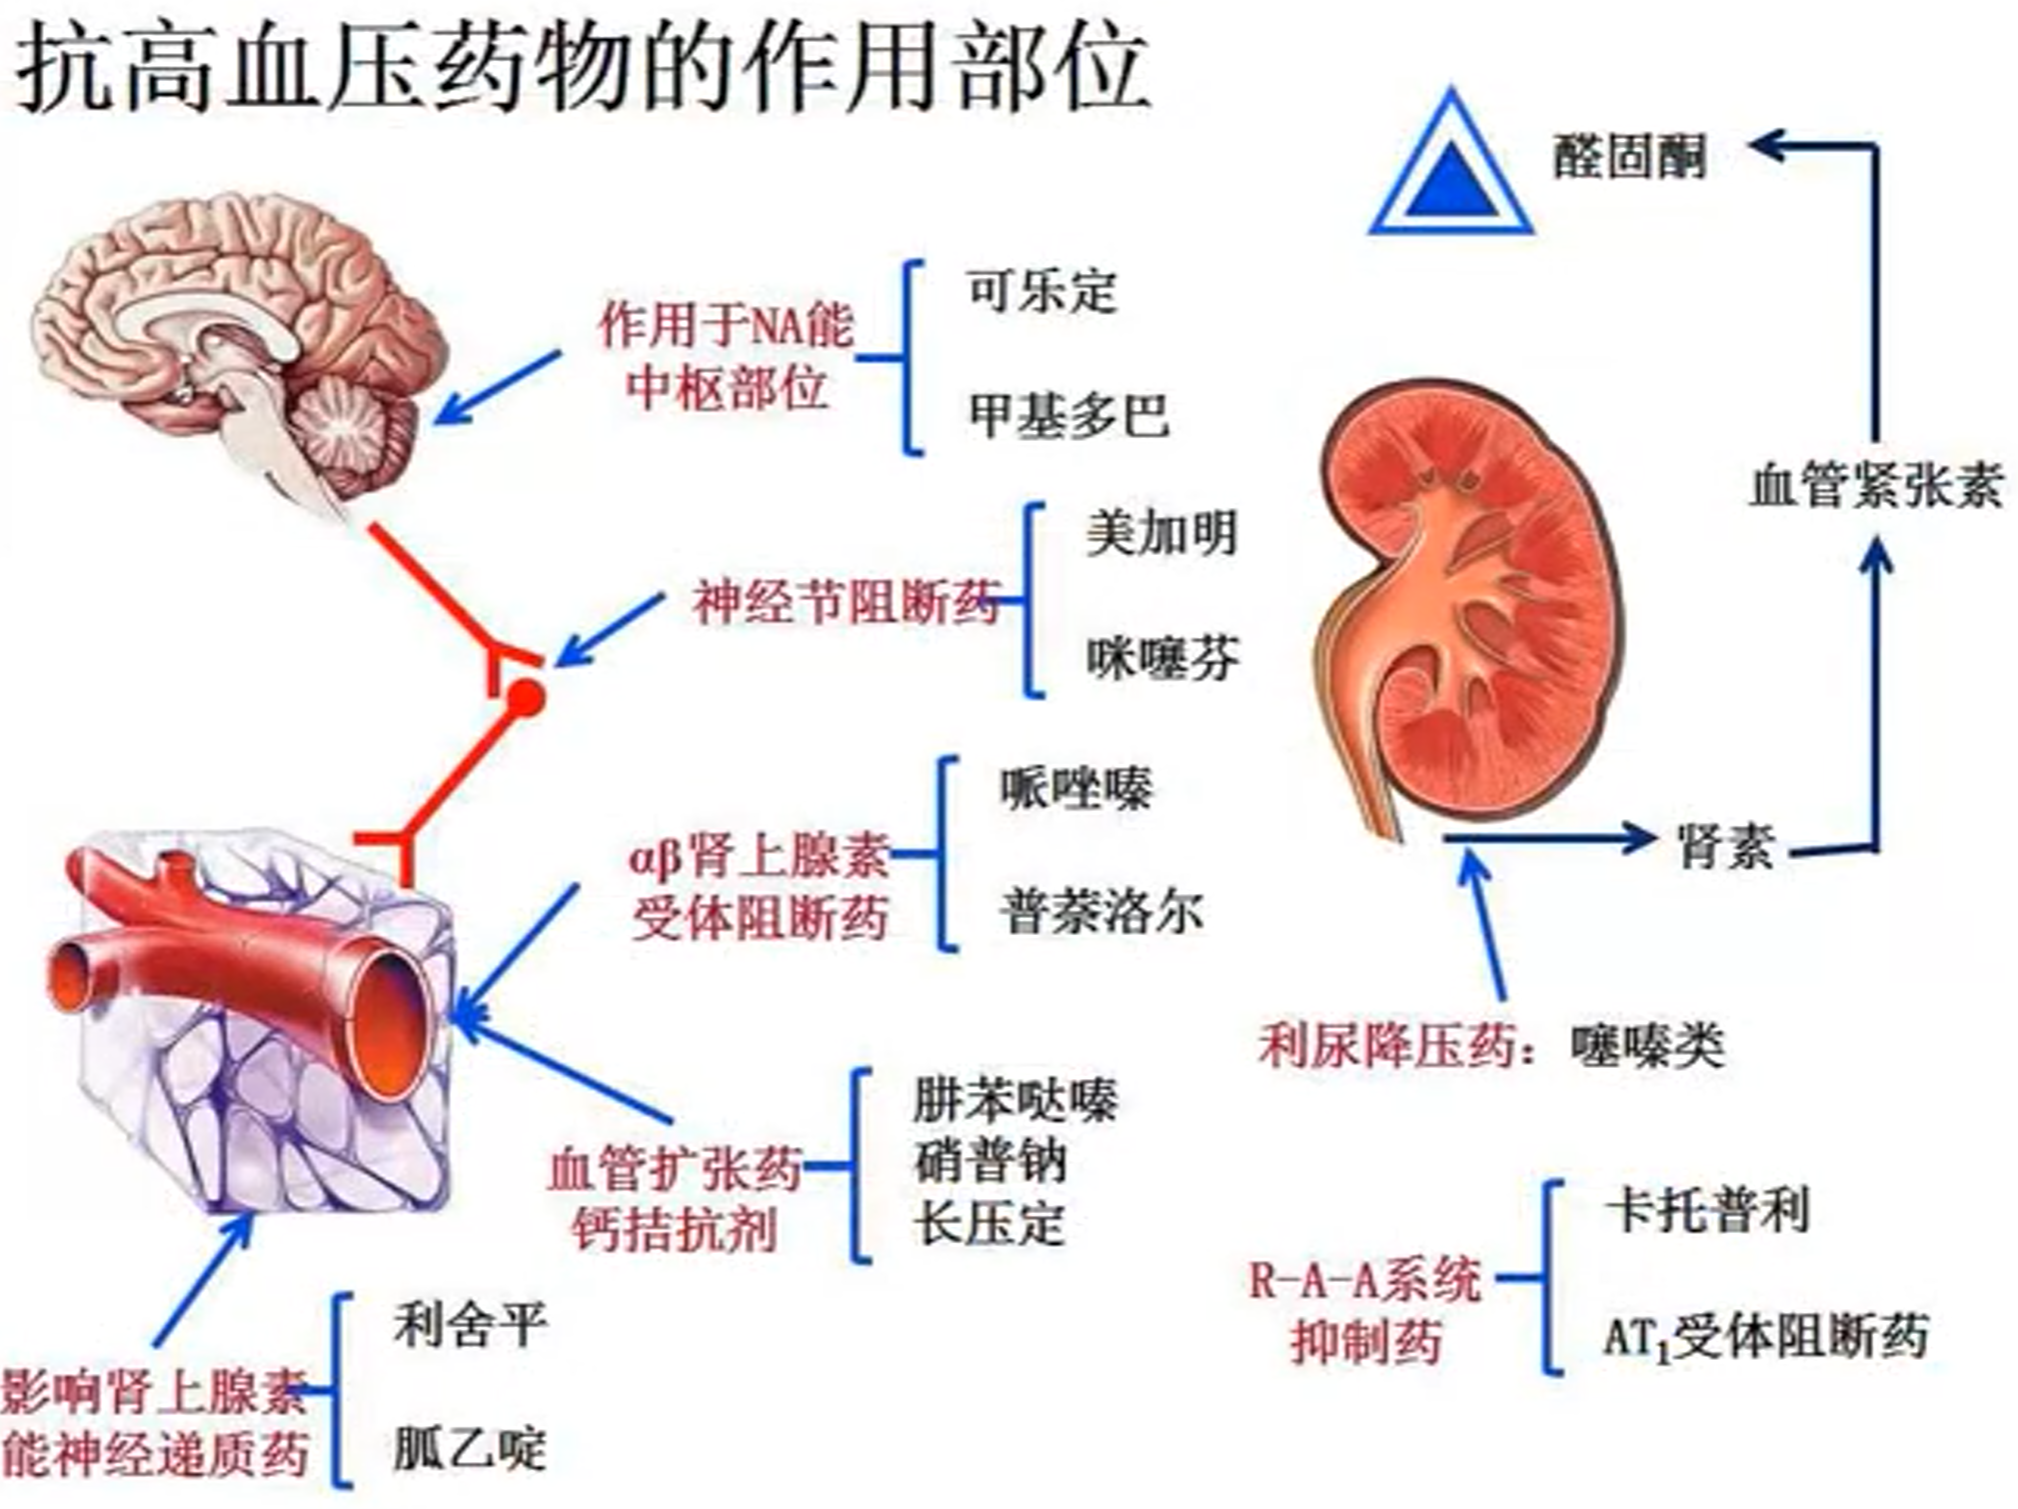 抗高血压药物的作用部位
醛固酮
作用于NA能
中枢部位
可乐定
甲基多巴
血管紧张素
神经节阻断药
美加明
咪噻芬
αβ肾上腺素
受体阻断药
哌唑嗪
普萘洛尔
肾素
利尿降压药：噻嗪类
血管扩张药
钙拮抗剂
肼苯哒嗪
硝普钠
长压定
R-A-A系统
抑制药
卡托普利
AT₁受体阻断药
影响肾上腺素
能神经递质药
利舍平
胍乙啶